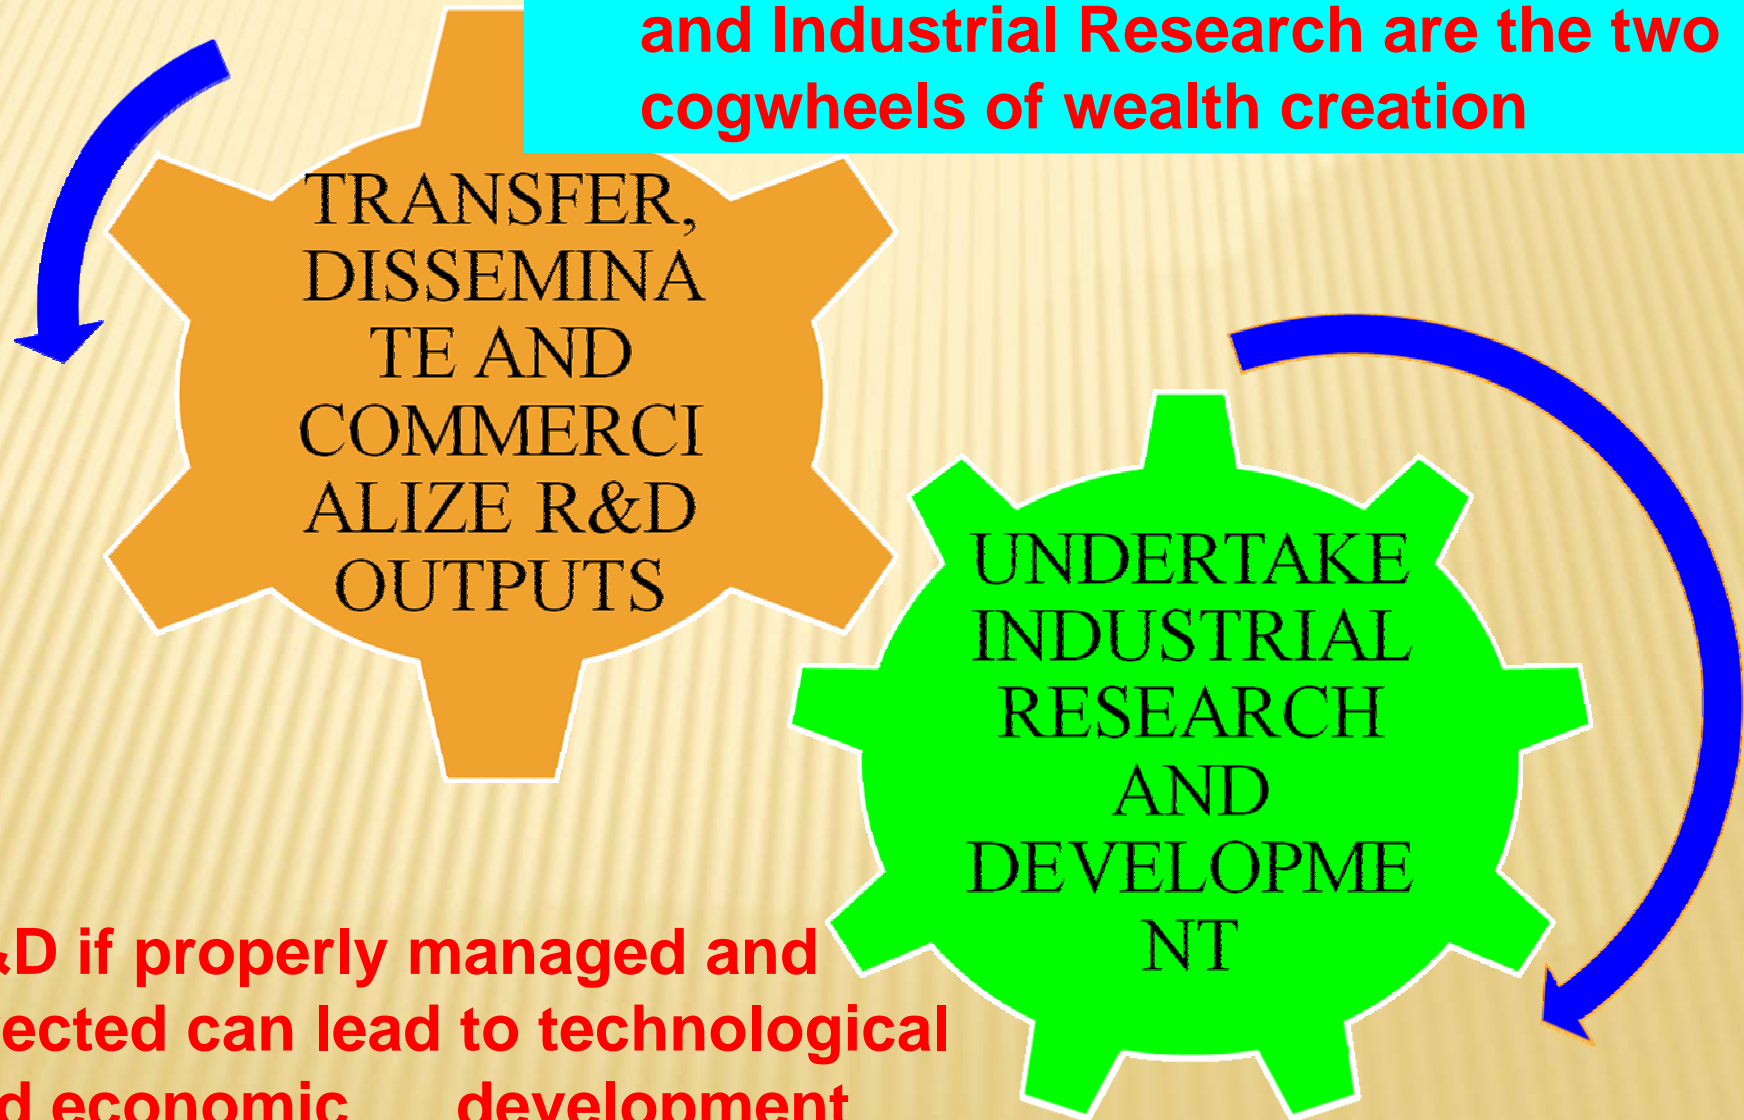 and Industrial Research are the two
cogwheels of wealth creation
TRANSFER,
DISSEMINA
TE AND
COMMERCI
ALIZE R&D
OUTPUTS
UNDERTAKE
INDUSTRIAL
RESEARCH
AND
DEVELOPME
NT
&D if properly managed and
ected can lead to technological
d economic development